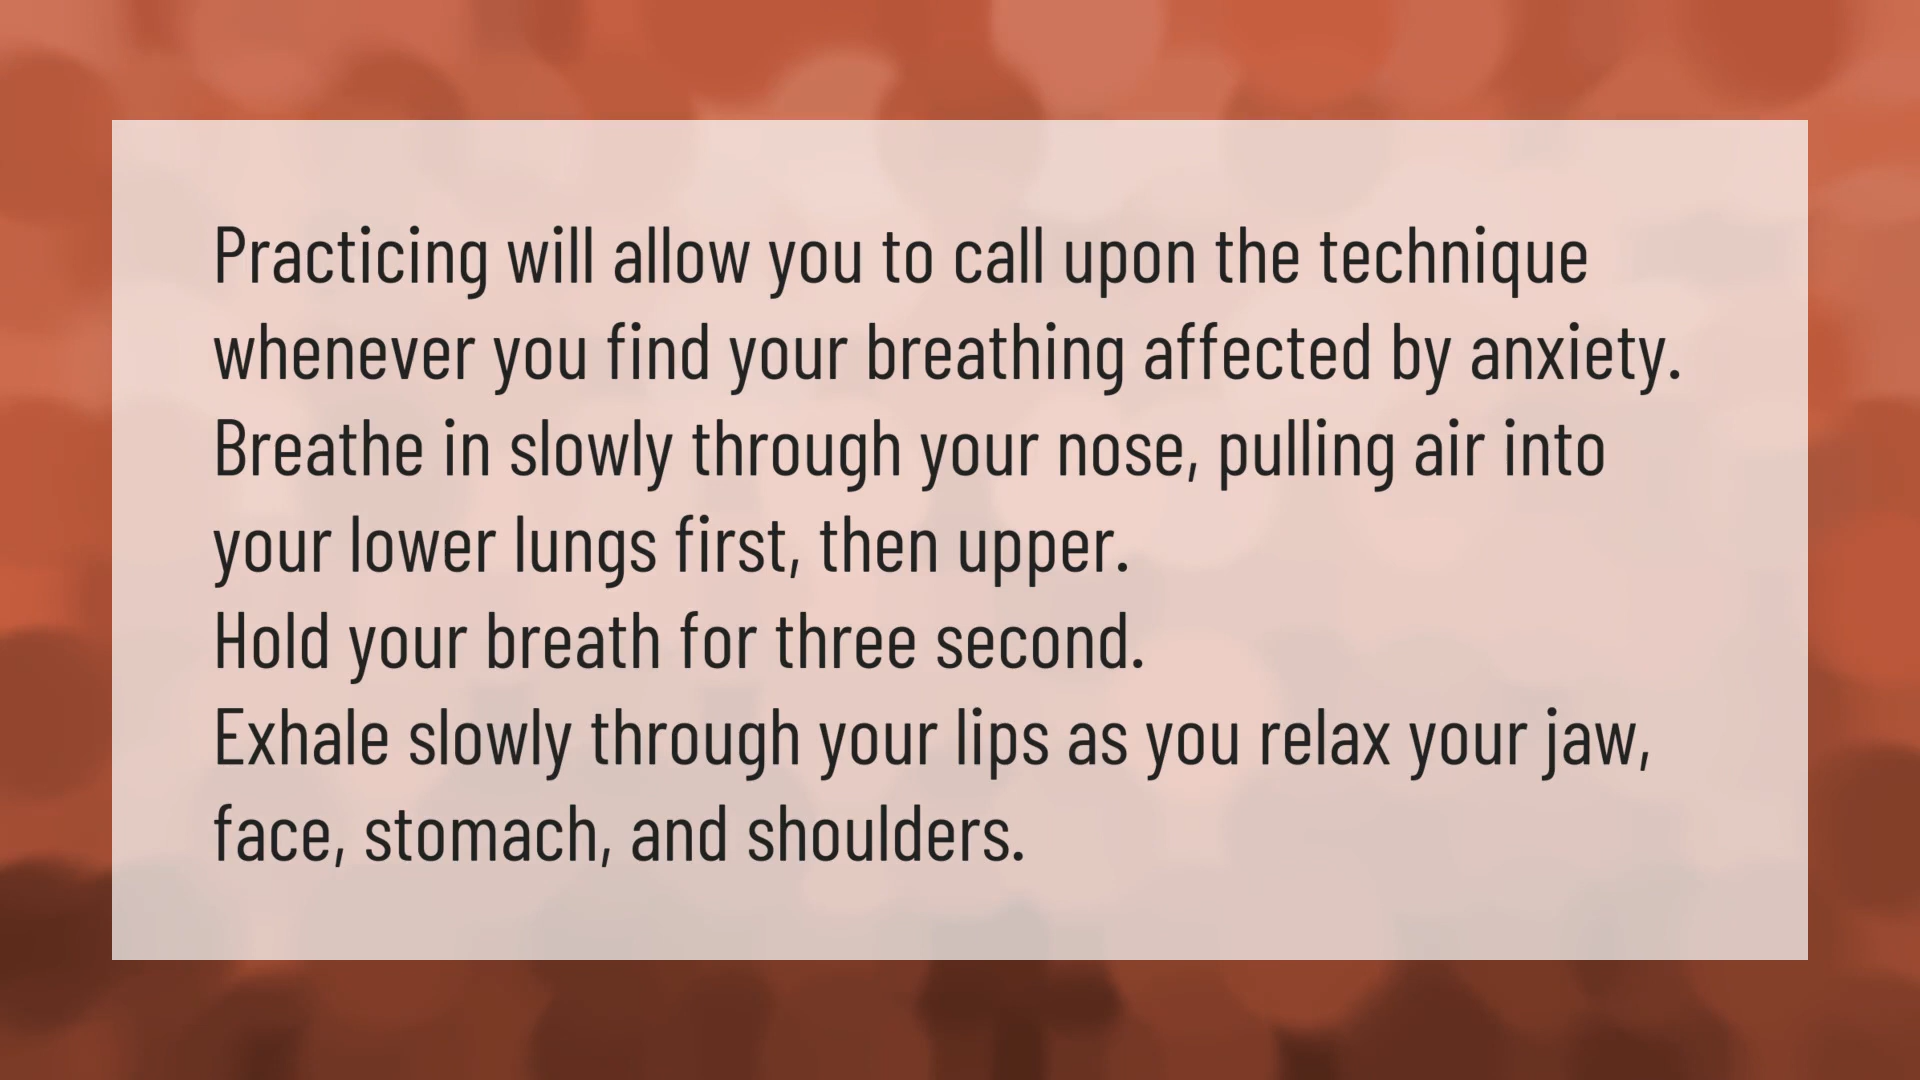 Practicing will allow you to call upon the technique
whenever you find your breathing affected by anxiety.
Breathe in slowly through your nose, pulling air into
your lower lungs first, then upper.
Hold your breath for three second.
Exhale slowly through your lips as you relax your jaw,
face, stomach, and shoulders.